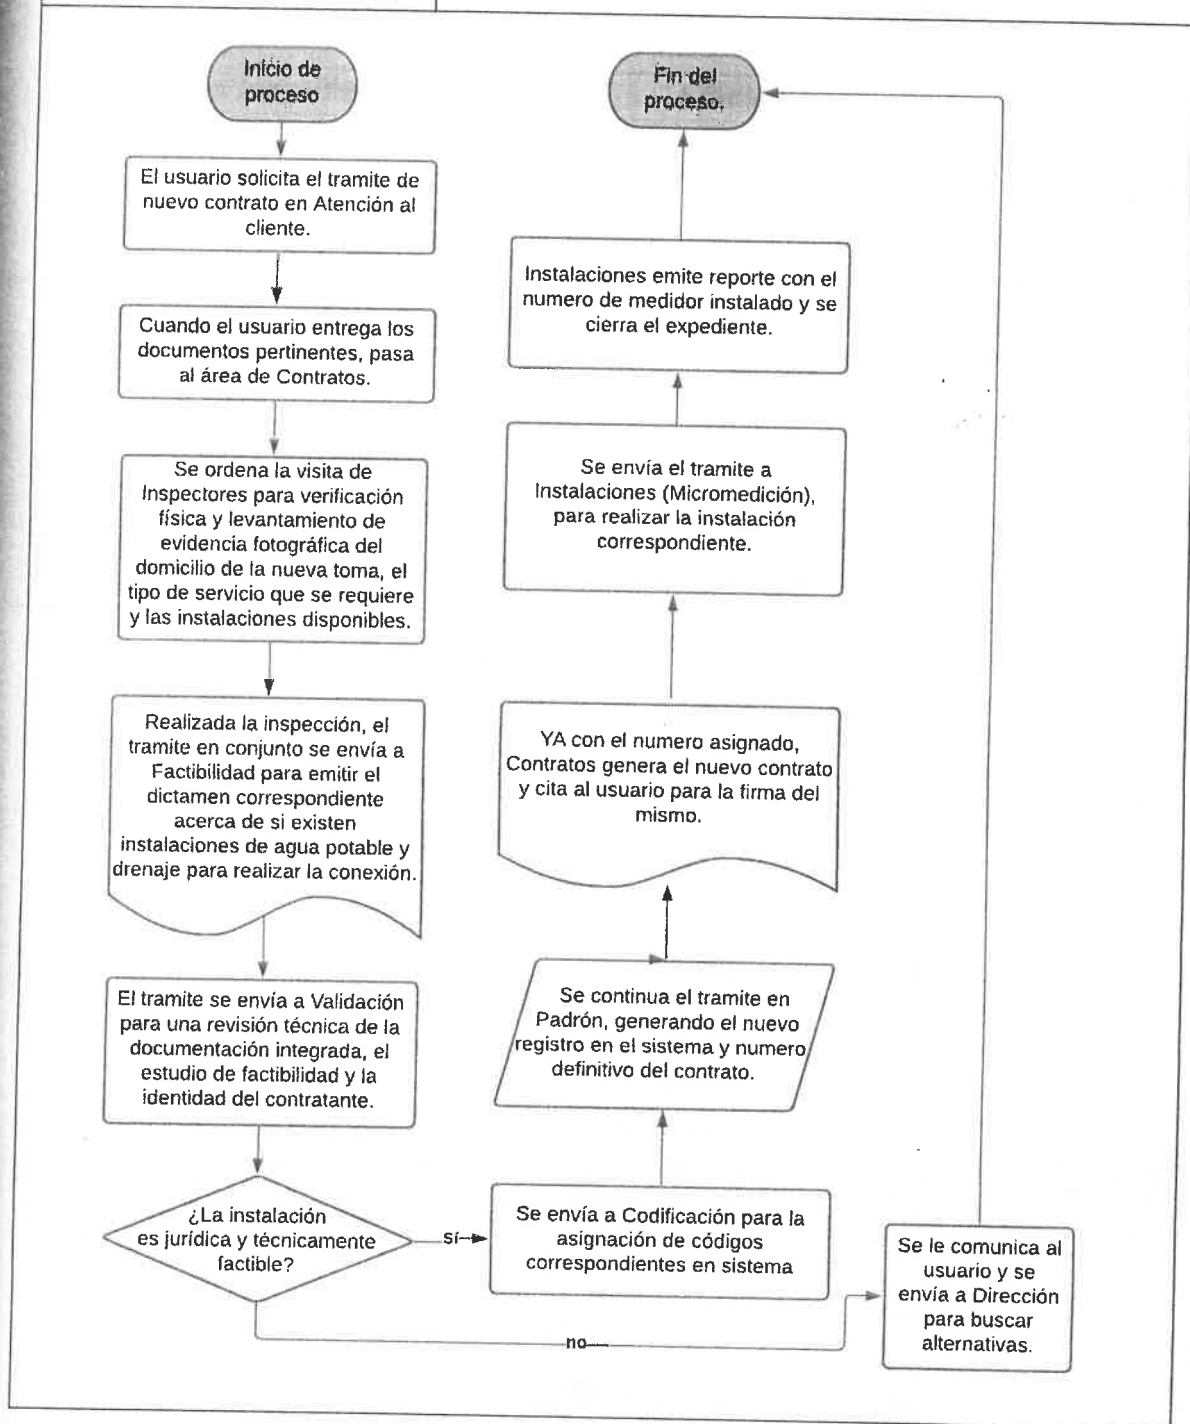 Inicio de
proceso
El usuario solicita el tramite de
nuevo contrato en Atención al
cliente.
Cuando el usuario entrega los
documentos pertinentes, pasa
al área de Contratos.
Se ordena la visita de
Inspectores para verificación
física y levantamiento de
evidencia fotográfica del
domicilio de la nueva toma, el
tipo de servicio que se requiere
y las instalaciones disponibles.
Realizada la inspección, el
tramite en conjunto se envía a
Factibilidad para emitir el
dictamen correspondiente
acerca de si existen
instalaciones de agua potable y
drenaje para realizar la conexión.
El tramite se envía a Validación
para una revisión técnica de la
documentación integrada, el
estudio de factibilidad y la
identidad del contratante.
¿La instalación
es jurídica y técnicamente
factible?
Sí
no
Se envía a Codificación para la
asignación de códigos
correspondientes en sistema
Se continua el tramite en
Padrón, generando el nuevo
registro en el sistema y numero
definitivo del contrato.
YA con el numero asignado,
Contratos genera el nuevo contrato
y cita al usuario para la firma del
mismo.
Se envía el tramite a
Instalaciones (Micromedición),
para realizar la instalación
correspondiente.
Instalaciones emite reporte con el
numero de medidor instalado y se
cierra el expediente.
Fin del
proceso.
Se le comunica al
usuario y se
envía a Dirección
para buscar
alternativas.